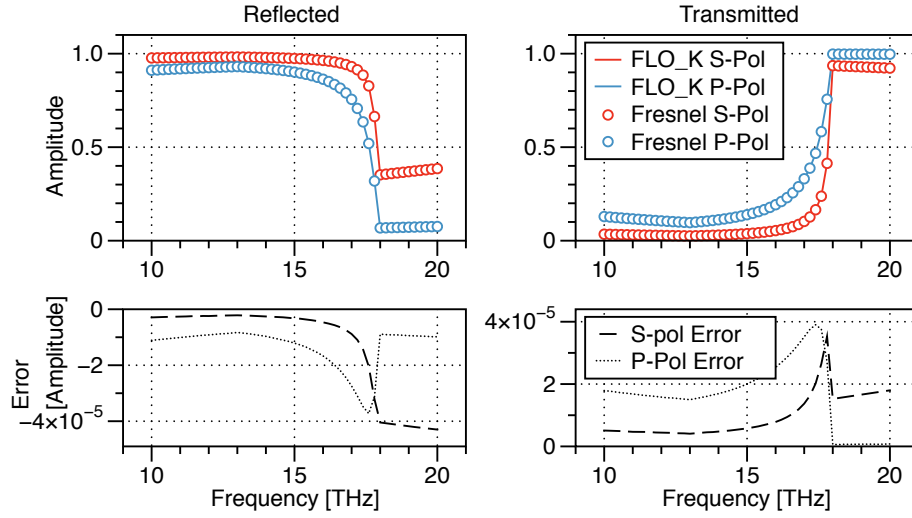 Reflected
Transmitted
Amplitude
1.0
0.5
0
10
15
20
1.0
0.5
0
10
15
20
FLO_K S-Pol
FLO_K P-Pol
Fresnel S-Pol
Fresnel P-Pol
Error
[Amplitude]
0
−2
−4×10⁻⁵
10
15
20
Frequency [THz]
4×10⁻⁵
2
0
S-pol Error
P-Pol Error
10
15
20
Frequency [THz]